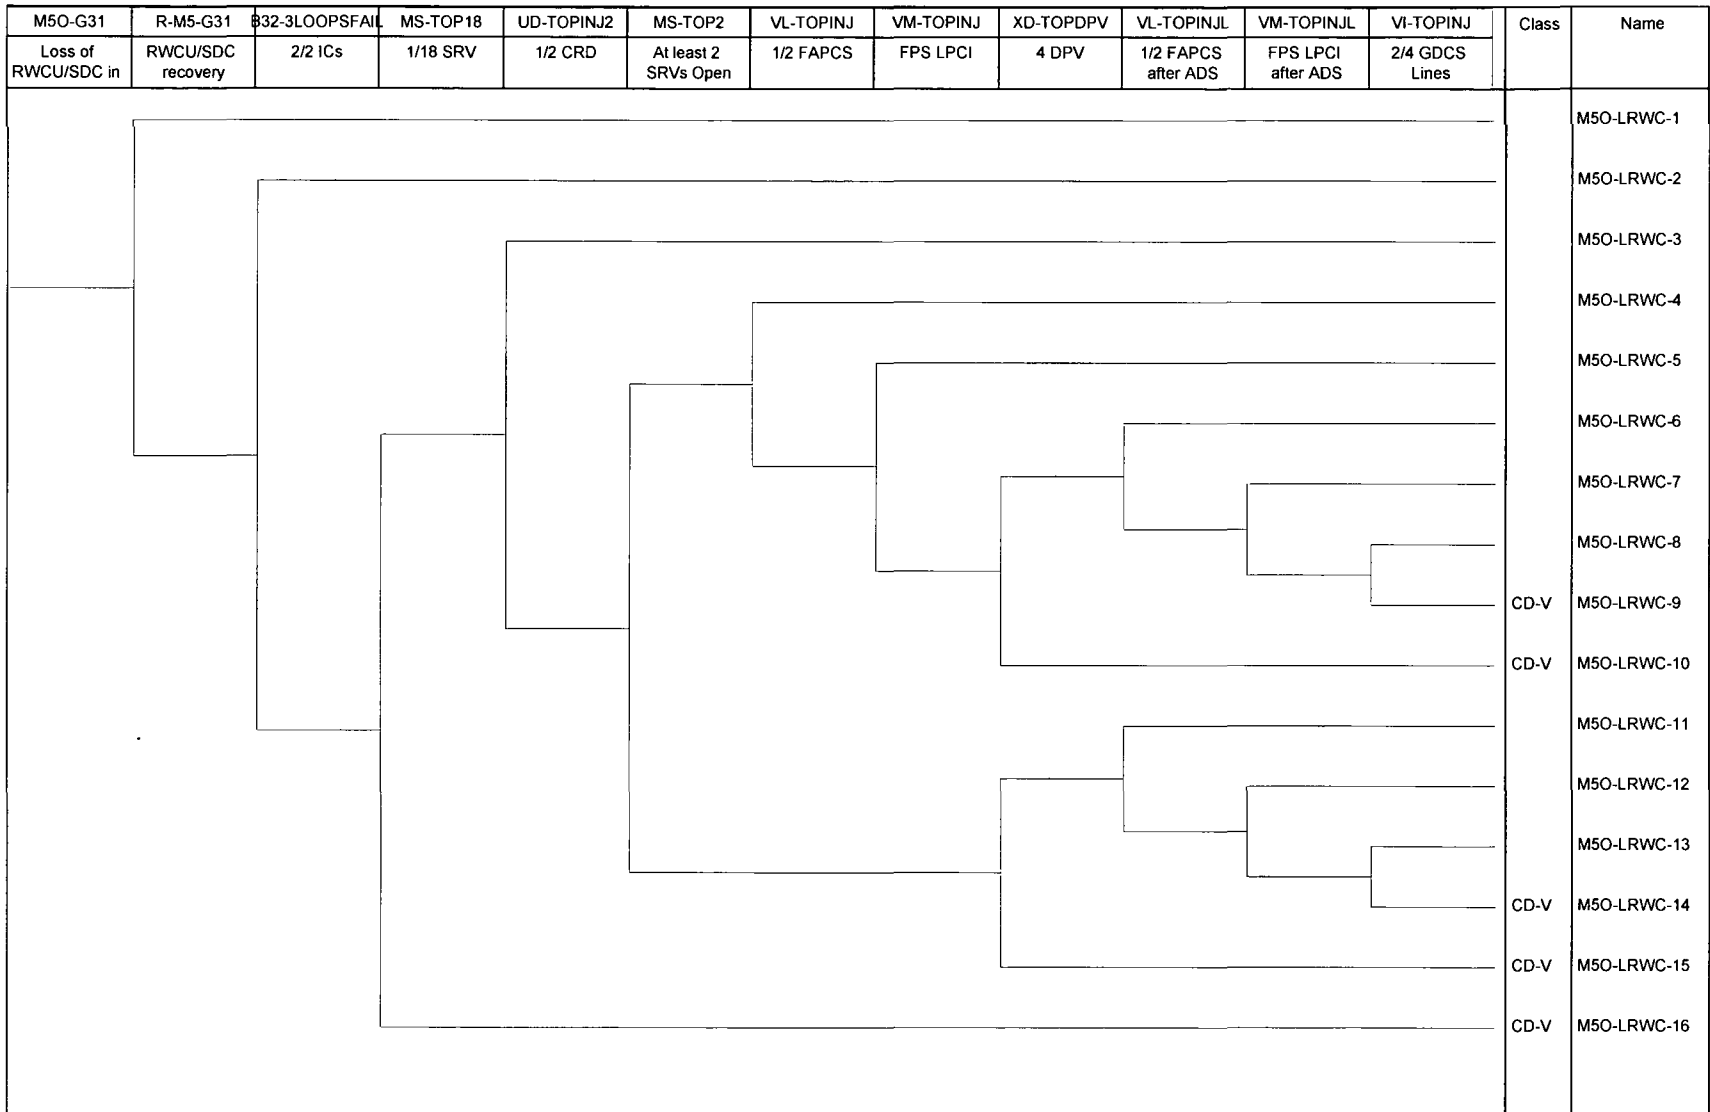 M5O-G31 R-M5-G31 B32-3LOOPSFAIL MS-TOP18 UD-TOPINJ2 MS-TOP2 VL-TOPINJ VM-TOPINJ XD-TOPDPV VL-TOPINJL VM-TOPINJL VI-TOPINJ Class Name
Loss of RWCU/SDC 2/2 ICs 1/18 SRV 1/2 CRD At least 2 1/2 FAPCS FPS LPCI 4 DPV 1/2 FAPCS FPS LPCI 2/4 GDCS
RWCU/SDC in recovery SRVs Open after ADS after ADS Lines
M5O-LRWC-1
M5O-LRWC-2
M5O-LRWC-3
M5O-LRWC-4
M5O-LRWC-5
M5O-LRWC-6
M5O-LRWC-7
M5O-LRWC-8
CD-V M5O-LRWC-9
CD-V M5O-LRWC-10
M5O-LRWC-11
M5O-LRWC-12
M5O-LRWC-13
CD-V M5O-LRWC-14
CD-V M5O-LRWC-15
CD-V M5O-LRWC-16